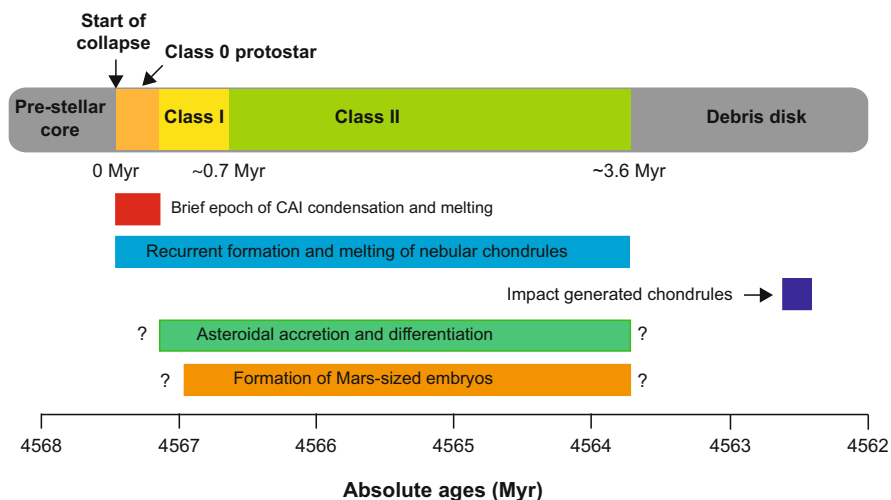 Start of
collapse
Class 0 protostar
Pre-stellar
core
Class I
Class II
Debris disk
0 Myr
~0.7 Myr
~3.6 Myr
Brief epoch of CAI condensation and melting
Recurrent formation and melting of nebular chondrules
Impact generated chondrules
? Asteroidal accretion and differentiation ?
? Formation of Mars-sized embryos ?
4568 4567 4566 4565 4564 4563 4562
Absolute ages (Myr)